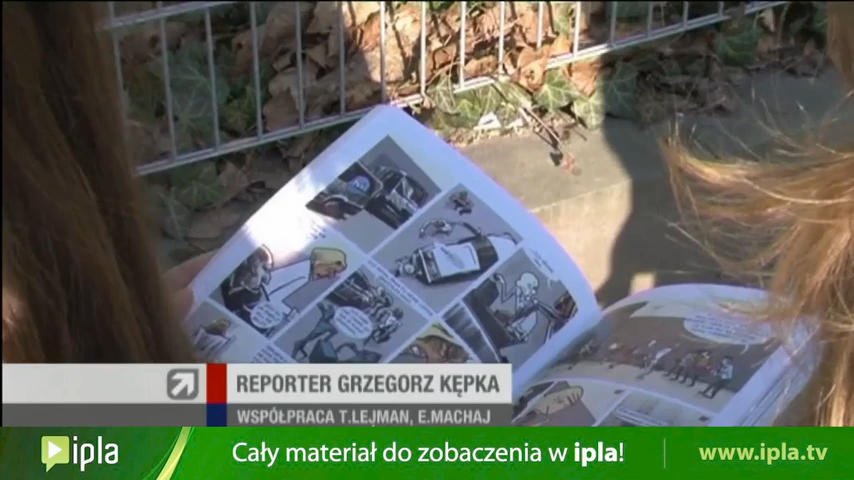 REPORTER GRZEGORZ KĘPKA
WSPÓŁPRACA T.LEJMAN, E.MACHAJ
ipla
Cały materiał do zobaczenia w ipla!
www.ipla.tv